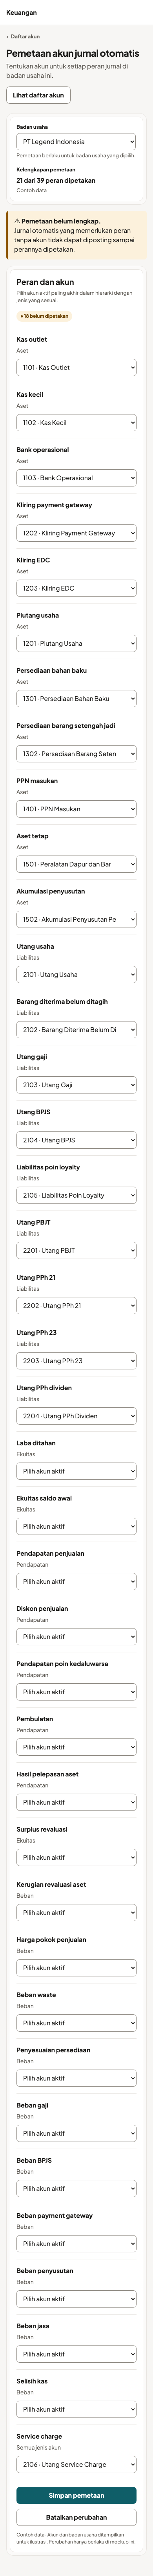 Keuangan
‹ Daftar akun
Pemetaan akun jurnal otomatis
Tentukan akun untuk setiap peran jurnal di
badan usaha ini.
Lihat daftar akun
Badan usaha
PT Legend Indonesia
Pemetaan berlaku untuk badan usaha yang dipilih.
Kelengkapan pemetaan
21 dari 39 peran dipetakan
Contoh data
⚠ Pemetaan belum lengkap.
Jurnal otomatis yang memerlukan peran
tanpa akun tidak dapat diposting sampai
perannya dipetakan.
Peran dan akun
Pilih akun aktif paling akhir dalam hierarki dengan
jenis yang sesuai.
• 18 belum dipetakan
Kas outlet
Aset
1101 · Kas Outlet
Kas kecil
Aset
1102 · Kas Kecil
Bank operasional
Aset
1103 · Bank Operasional
Kliring payment gateway
Aset
1202 · Kliring Payment Gateway
Kliring EDC
Aset
1203 · Kliring EDC
Piutang usaha
Aset
1201 · Piutang Usaha
Persediaan bahan baku
Aset
1301 · Persediaan Bahan Baku
Persediaan barang setengah jadi
Aset
1302 · Persediaan Barang Seten
PPN masukan
Aset
1401 · PPN Masukan
Aset tetap
Aset
1501 · Peralatan Dapur dan Bar
Akumulasi penyusutan
Aset
1502 · Akumulasi Penyusutan Pe
Utang usaha
Liabilitas
2101 · Utang Usaha
Barang diterima belum ditagih
Liabilitas
2102 · Barang Diterima Belum Di
Utang gaji
Liabilitas
2103 · Utang Gaji
Utang BPJS
Liabilitas
2104 · Utang BPJS
Liabilitas poin loyalty
Liabilitas
2105 · Liabilitas Poin Loyalty
Utang PBJT
Liabilitas
2201 · Utang PBJT
Utang PPh 21
Liabilitas
2202 · Utang PPh 21
Utang PPh 23
Liabilitas
2203 · Utang PPh 23
Utang PPh dividen
Liabilitas
2204 · Utang PPh Dividen
Laba ditahan
Ekuitas
Pilih akun aktif
Ekuitas saldo awal
Ekuitas
Pilih akun aktif
Pendapatan penjualan
Pendapatan
Pilih akun aktif
Diskon penjualan
Pendapatan
Pilih akun aktif
Pendapatan poin kedaluwarsa
Pendapatan
Pilih akun aktif
Pembulatan
Pendapatan
Pilih akun aktif
Hasil pelepasan aset
Pendapatan
Pilih akun aktif
Surplus revaluasi
Ekuitas
Pilih akun aktif
Kerugian revaluasi aset
Beban
Pilih akun aktif
Harga pokok penjualan
Beban
Pilih akun aktif
Beban waste
Beban
Pilih akun aktif
Penyesuaian persediaan
Beban
Pilih akun aktif
Beban gaji
Beban
Pilih akun aktif
Beban BPJS
Beban
Pilih akun aktif
Beban payment gateway
Beban
Pilih akun aktif
Beban penyusutan
Beban
Pilih akun aktif
Beban jasa
Beban
Pilih akun aktif
Selisih kas
Beban
Pilih akun aktif
Service charge
Semua jenis akun
2106 · Utang Service Charge
Simpan pemetaan
Batalkan perubahan
Contoh data · Akun dan badan usaha ditampilkan
untuk ilustrasi. Perubahan hanya berlaku di mockup ini.